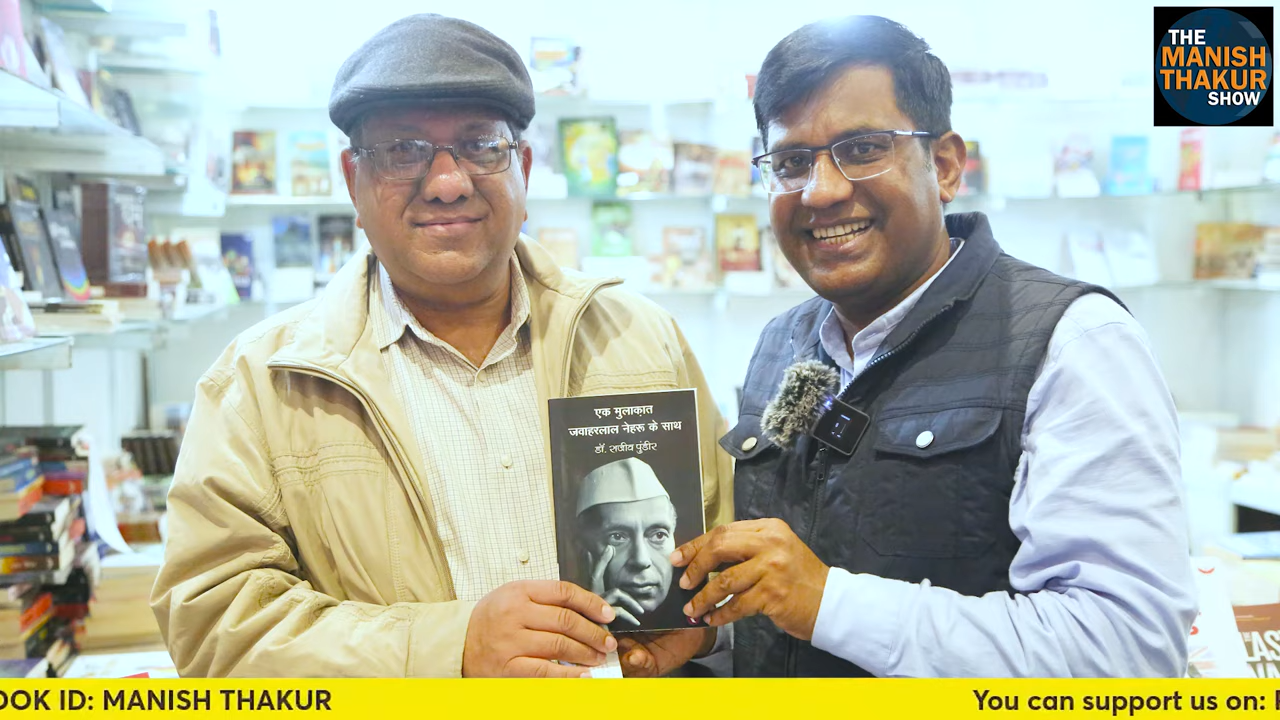 THE
MANISH
THAKUR
SHOW
एक मुलाक़ात
जवाहरलाल नेहरू के साथ
डॉ. राजीव पुंडीर
OOK ID: MANISH THAKUR
You can support us on: